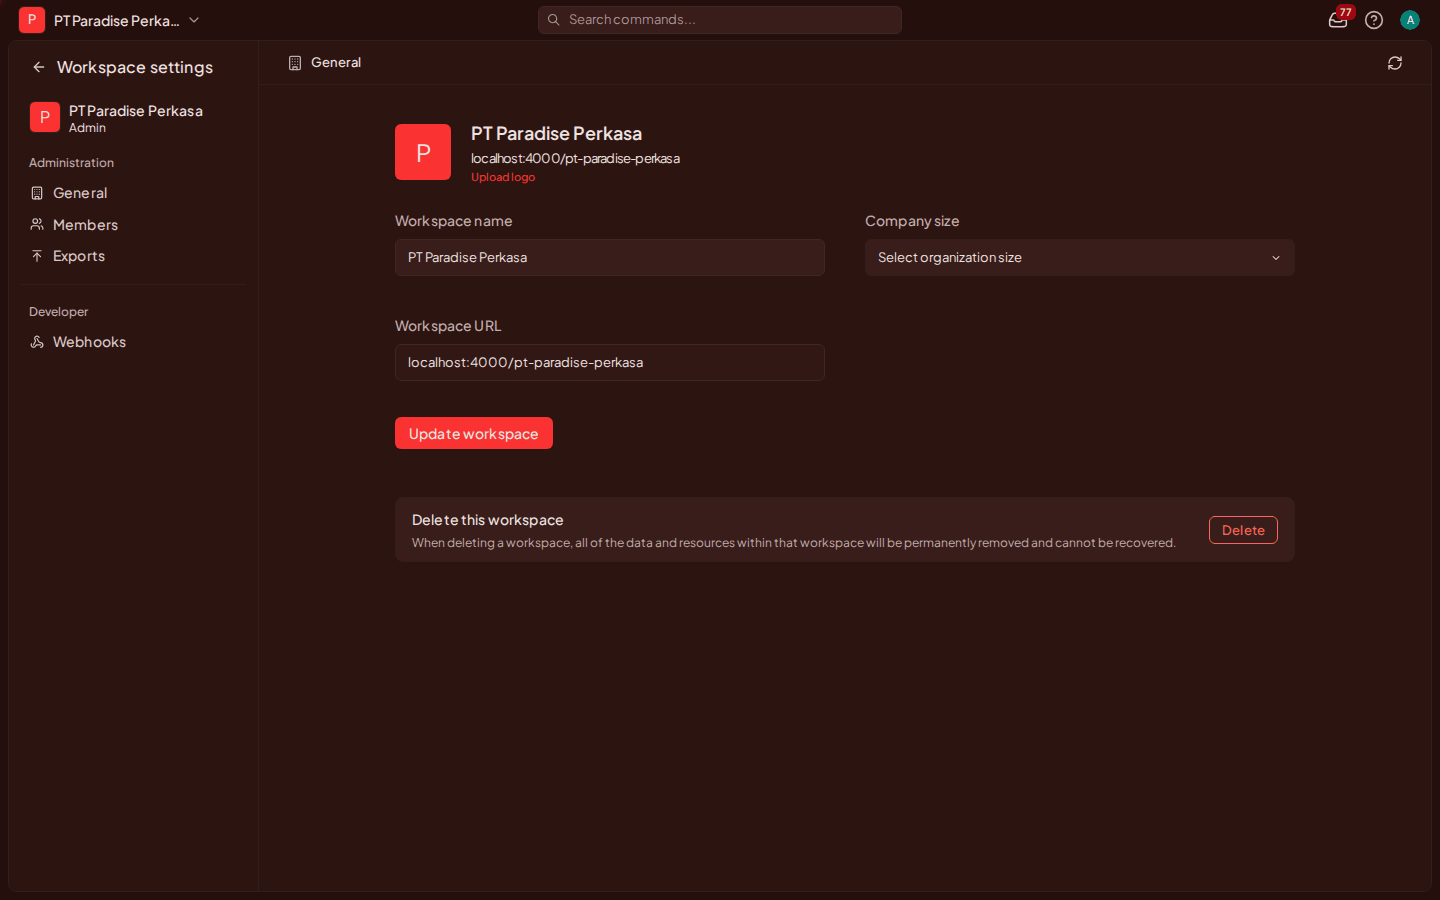 P PT Paradise Perka... Search commands... 77 A
Workspace settings
P PT Paradise Perkasa
Admin
Administration
General
Members
Exports
Developer
Webhooks
General
P
PT Paradise Perkasa
localhost:4000/pt-paradise-perkasa
Upload logo
Workspace name
PT Paradise Perkasa
Company size
Select organization size
Workspace URL
localhost:4000/pt-paradise-perkasa
Update workspace
Delete this workspace
When deleting a workspace, all of the data and resources within that workspace will be permanently removed and cannot be recovered.
Delete